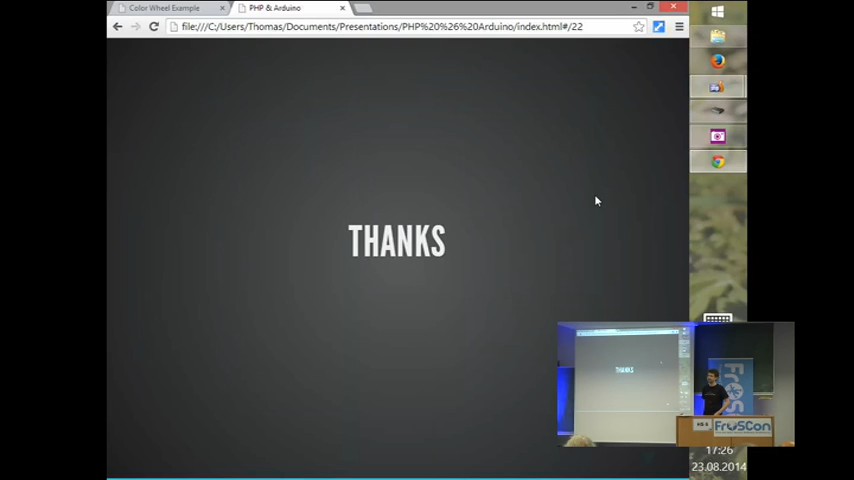 Color Wheel Example
PHP & Arduino
file:///C:/Users/Thomas/Documents/Presentations/PHP%20%26%20Arduino/index.html#/22
THANKS
THANKS
FrOSCon
17:26
23.08.2014